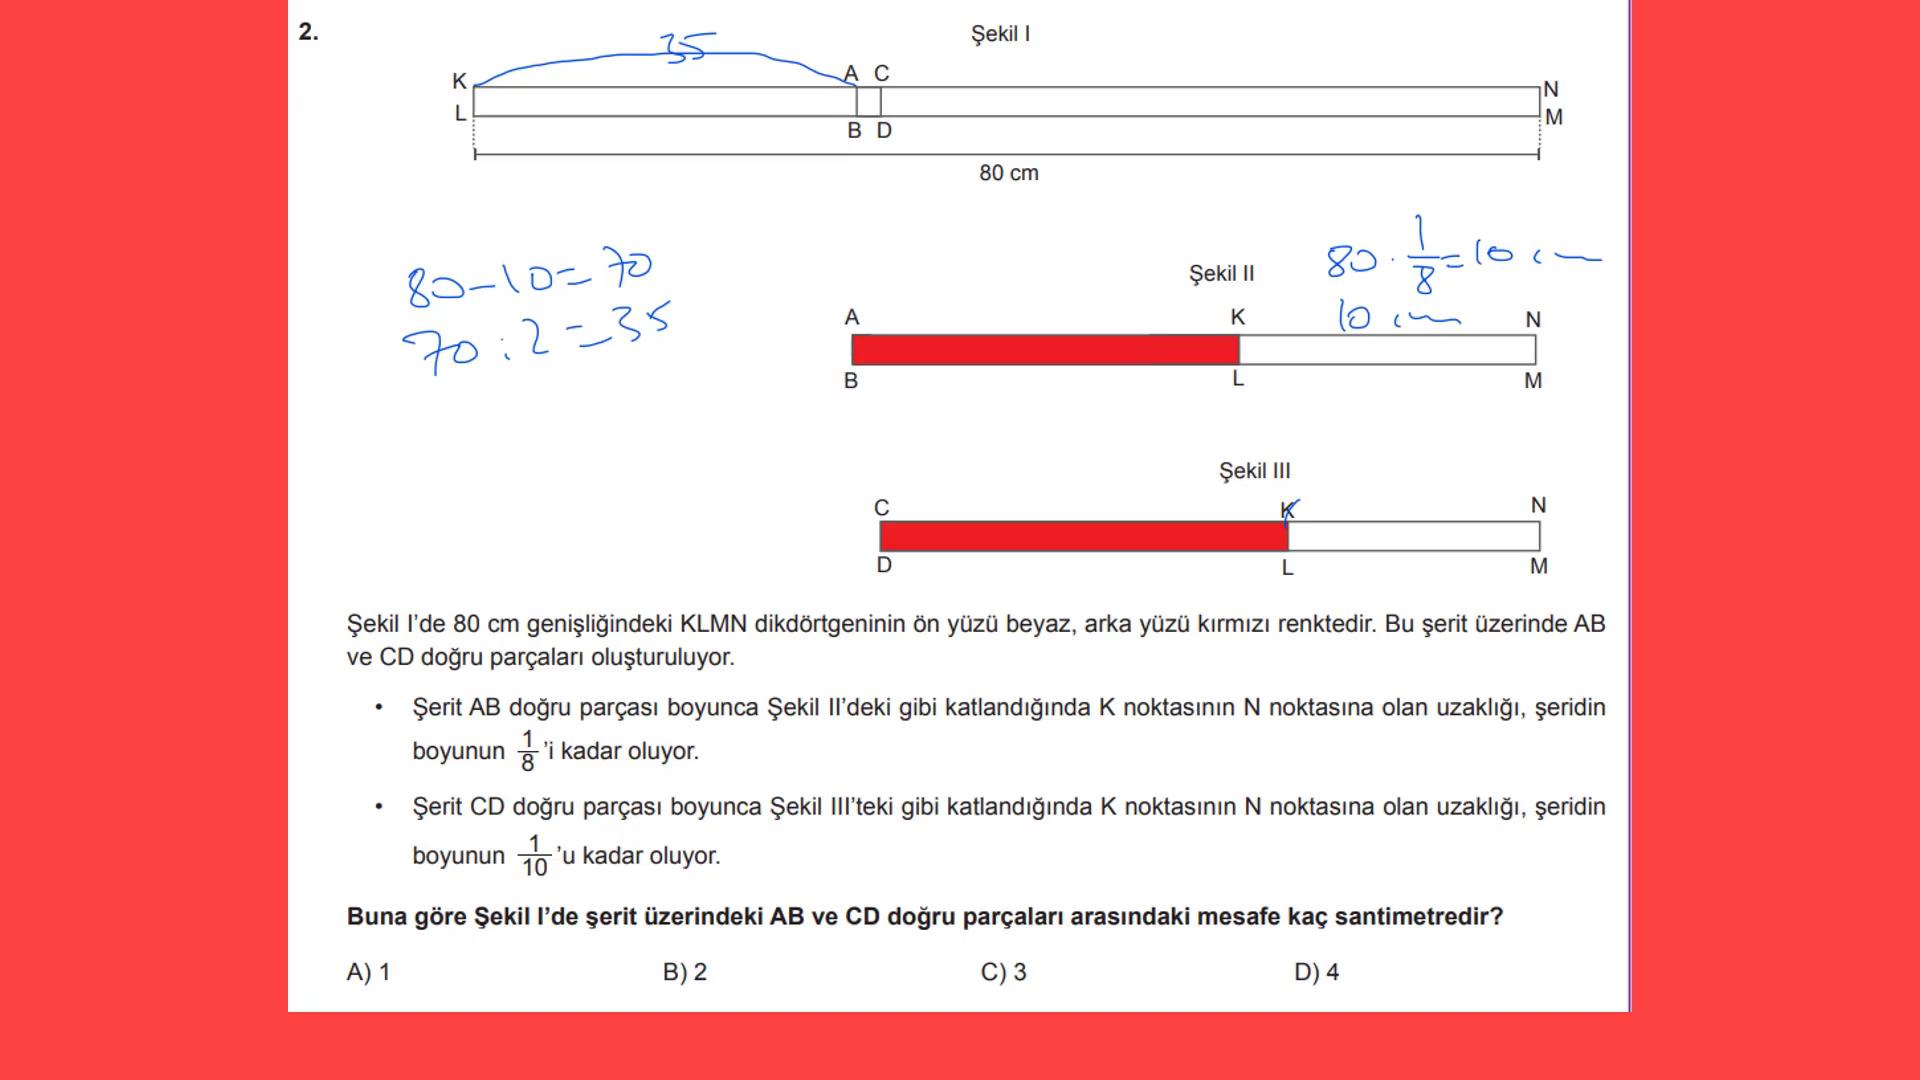 2.
Şekil I
35
K
A C
N
L
B D
M
80 cm
80-10=70
70:2=35
Şekil II
80 · 1/8 = 10 cm
10 cm
A
K
N
B
L
M
Şekil III
C
K
N
D
L
M
Şekil I’de 80 cm genişliğindeki KLMN dikdörtgeninin ön yüzü beyaz, arka yüzü kırmızı renktedir. Bu şerit üzerinde AB
ve CD doğru parçaları oluşturuluyor.
• Şerit AB doğru parçası boyunca Şekil II’deki gibi katlandığında K noktasının N noktasına olan uzaklığı, şeridin
boyunun 1/8 ’i kadar oluyor.
• Şerit CD doğru parçası boyunca Şekil III’teki gibi katlandığında K noktasının N noktasına olan uzaklığı, şeridin
boyunun 1/10 ’u kadar oluyor.
Buna göre Şekil I’de şerit üzerindeki AB ve CD doğru parçaları arasındaki mesafe kaç santimetredir?
A) 1 B) 2 C) 3 D) 4